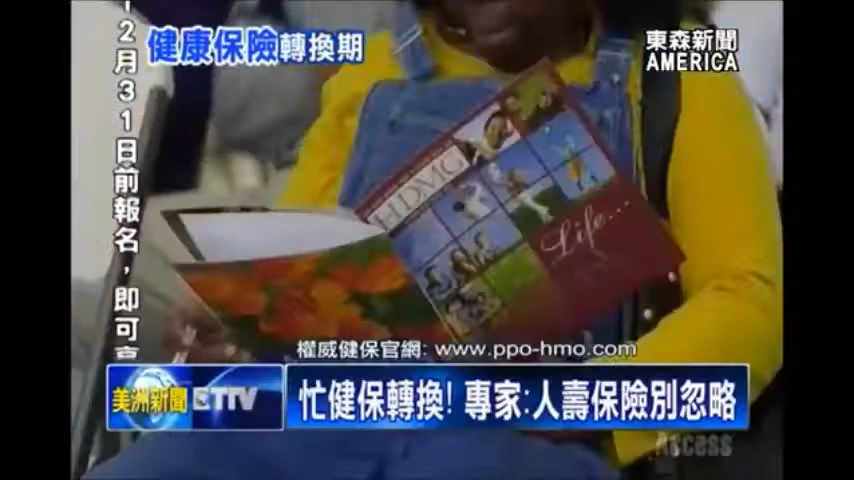 健康保險轉換期
東森新聞
AMERICA
12月31日前報名，即可享
HDMG
Life...
權威健保官網: www.ppo-hmo.com
美洲新聞 ETTV
忙健保轉換! 專家:人壽保險別忽略
Access